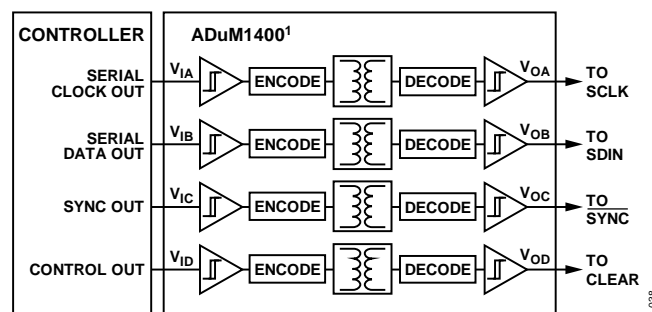 CONTROLLER
ADuM1400¹
SERIAL
CLOCK OUT
V_IA
ENCODE
DECODE
V_OA
TO
SCLK
SERIAL
DATA OUT
V_IB
ENCODE
DECODE
V_OB
TO
SDIN
SYNC OUT
V_IC
ENCODE
DECODE
V_OC
TO
SYNC
CONTROL OUT
V_ID
ENCODE
DECODE
V_OD
TO
CLEAR